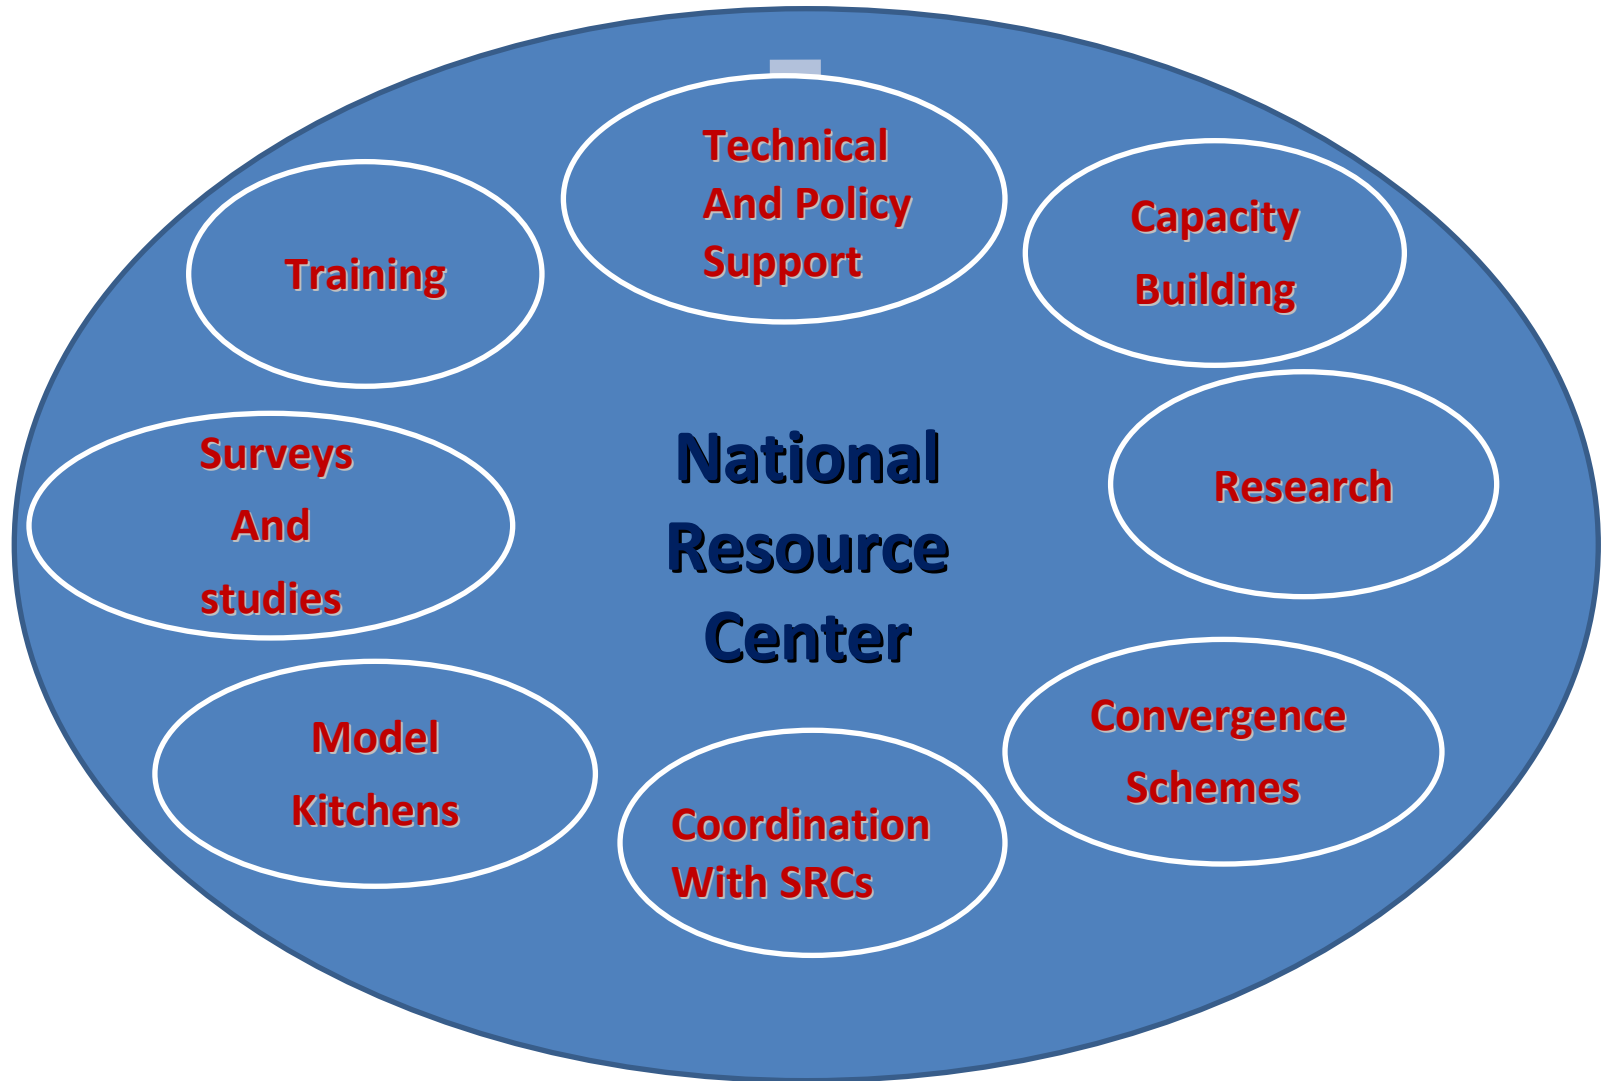 Technical
And Policy
Support
Capacity
Building
Training
Surveys
And
studies
National
Resource
Center
Research
Model
Kitchens
Convergence
Schemes
Coordination
With SRCs